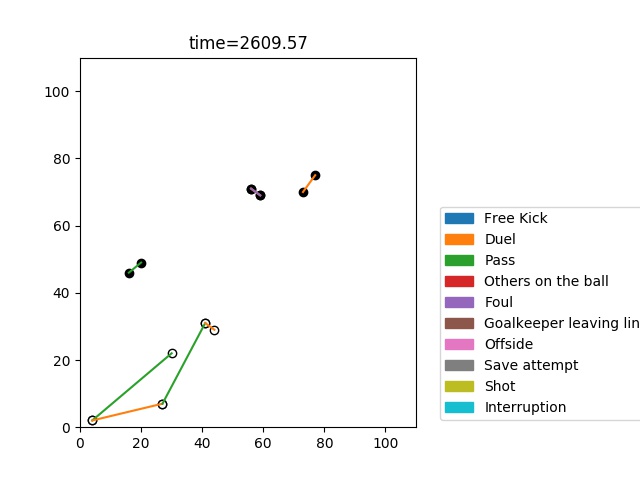 time=2609.57
100
80
60
40
20
0
0 20 40 60 80 100
Free Kick
Duel
Pass
Others on the ball
Foul
Goalkeeper leaving lin
Offside
Save attempt
Shot
Interruption